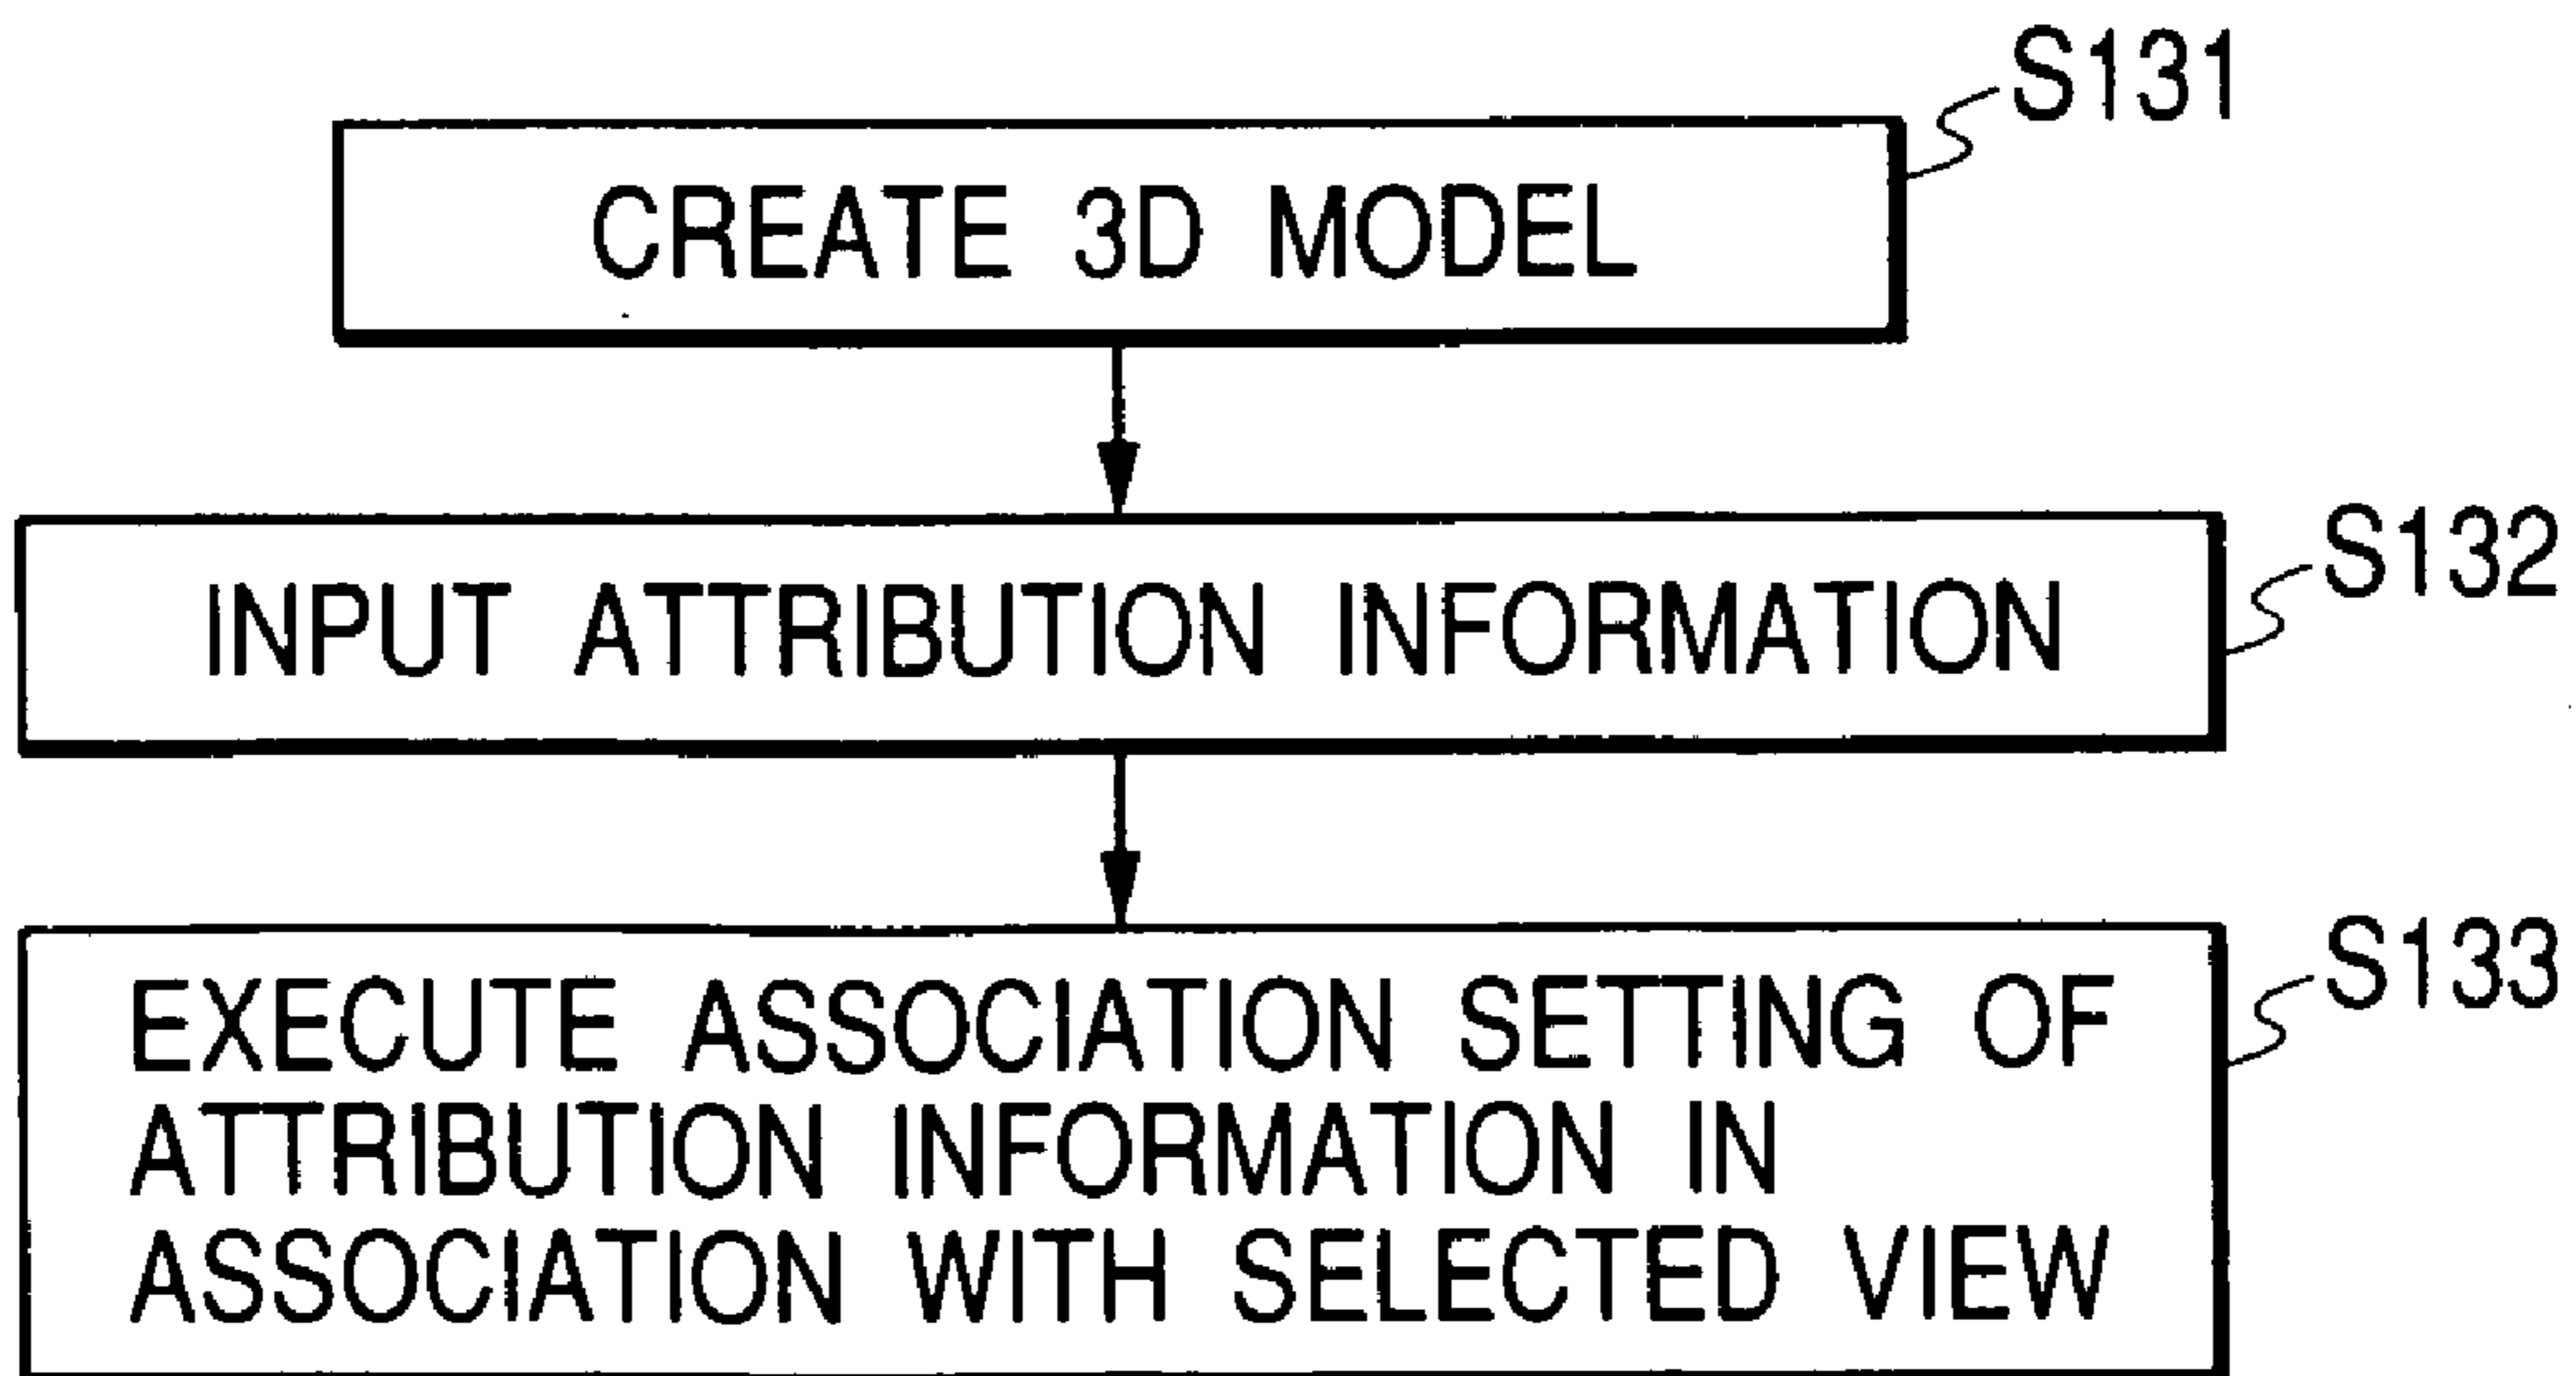 S131
CREATE 3D MODEL
S132
INPUT ATTRIBUTION INFORMATION
S133
EXECUTE ASSOCIATION SETTING OF
ATTRIBUTION INFORMATION IN
ASSOCIATION WITH SELECTED VIEW